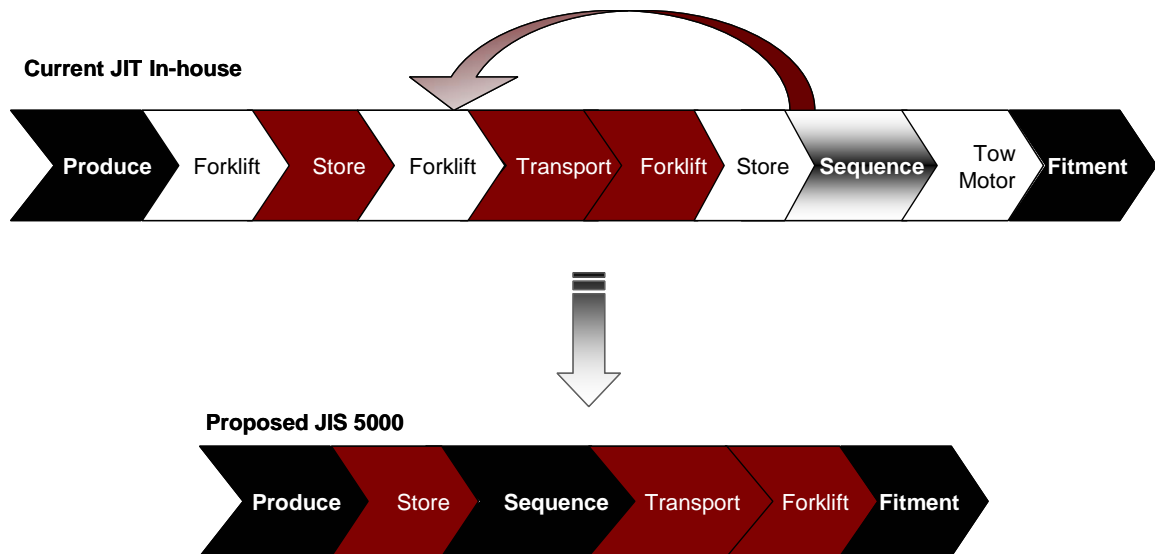 Current JIT In-house
Produce
Forklift
Store
Forklift
Transport
Forklift
Store
Sequence
Tow
Motor
Fitment
Proposed JIS 5000
Produce
Store
Sequence
Transport
Forklift
Fitment